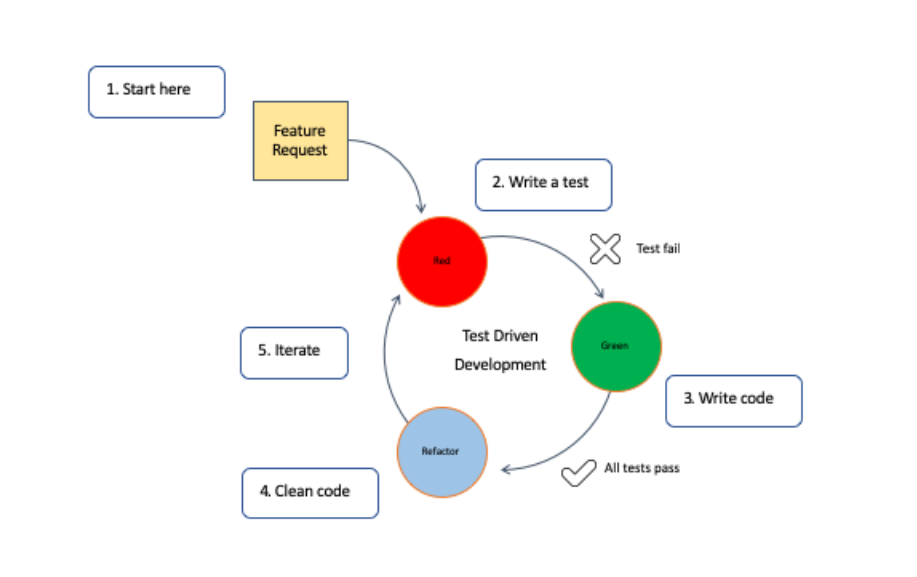 1. Start here
Feature
Request
2. Write a test
Red
Test fail
Test Driven
Development
Green
5. Iterate
3. Write code
Refactor
All tests pass
4. Clean code